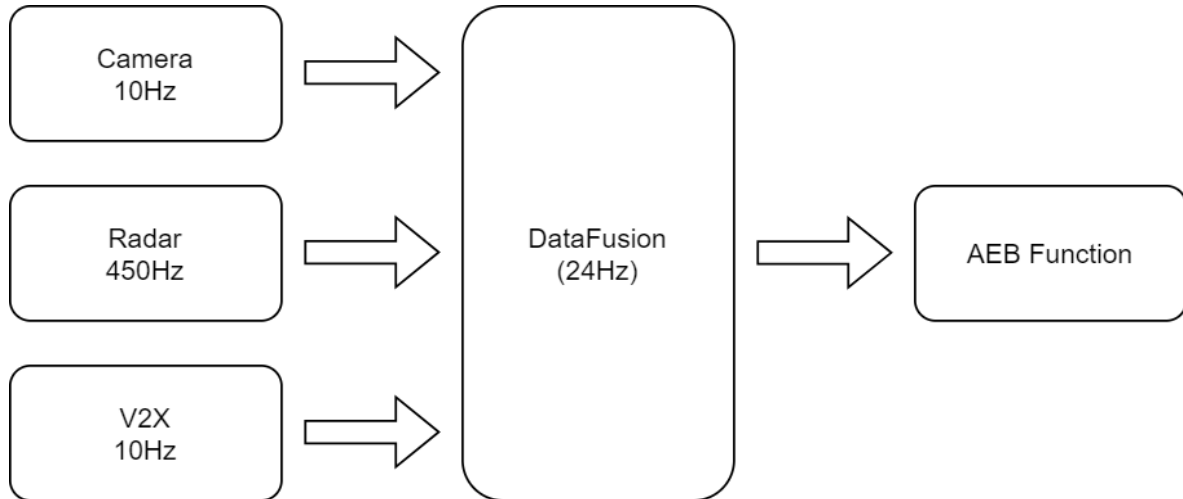 Camera
10Hz
Radar
450Hz
V2X
10Hz
DataFusion
(24Hz)
AEB Function